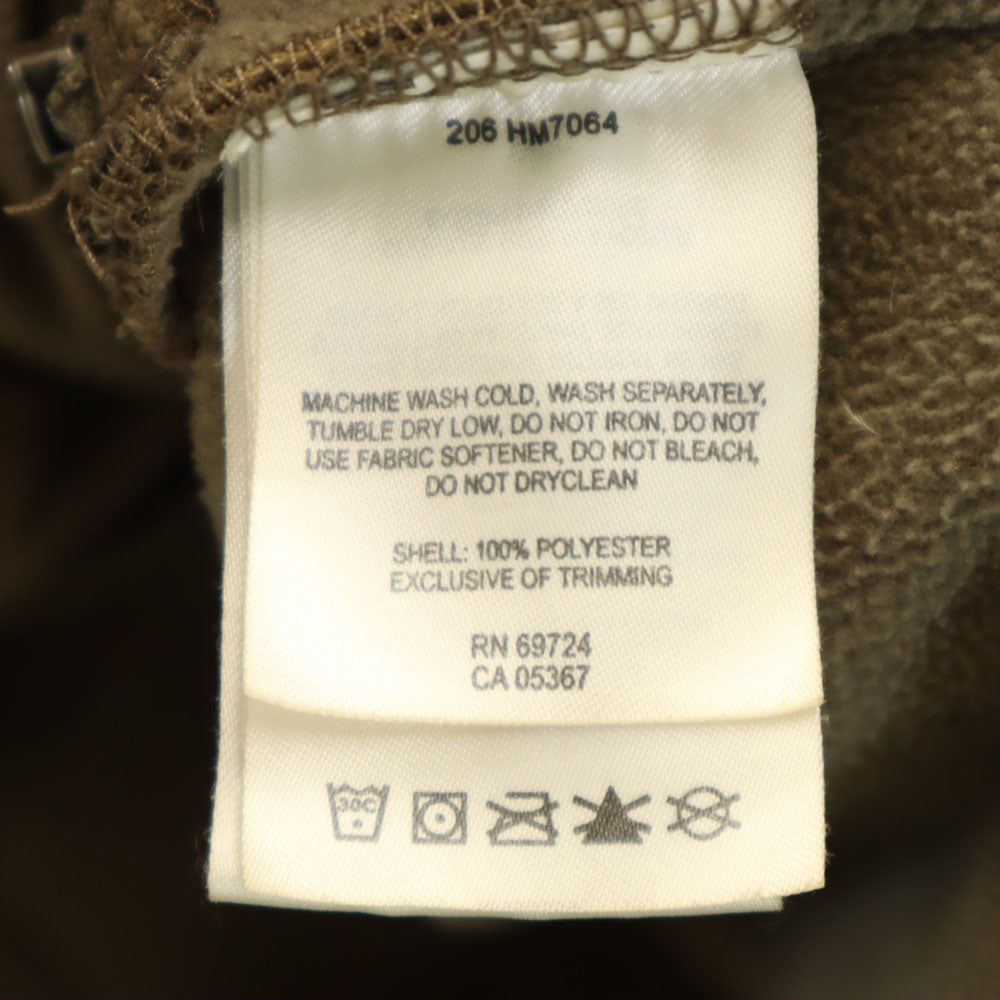 206 HM7064
MACHINE WASH COLD, WASH SEPARATELY,
TUMBLE DRY LOW, DO NOT IRON, DO NOT
USE FABRIC SOFTENER, DO NOT BLEACH,
DO NOT DRYCLEAN
SHELL: 100% POLYESTER
EXCLUSIVE OF TRIMMING
RN 69724
CA 05367
30C